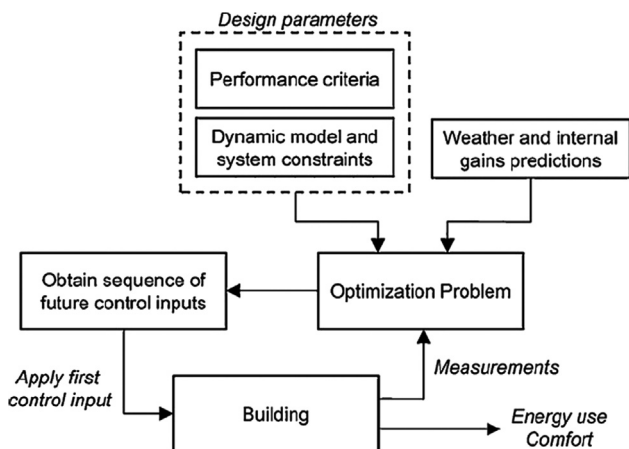 Design parameters
Performance criteria
Dynamic model and
system constraints
Weather and internal
gains predictions
Obtain sequence of
future control inputs
Optimization Problem
Apply first
control input
Measurements
Building
Energy use
Comfort